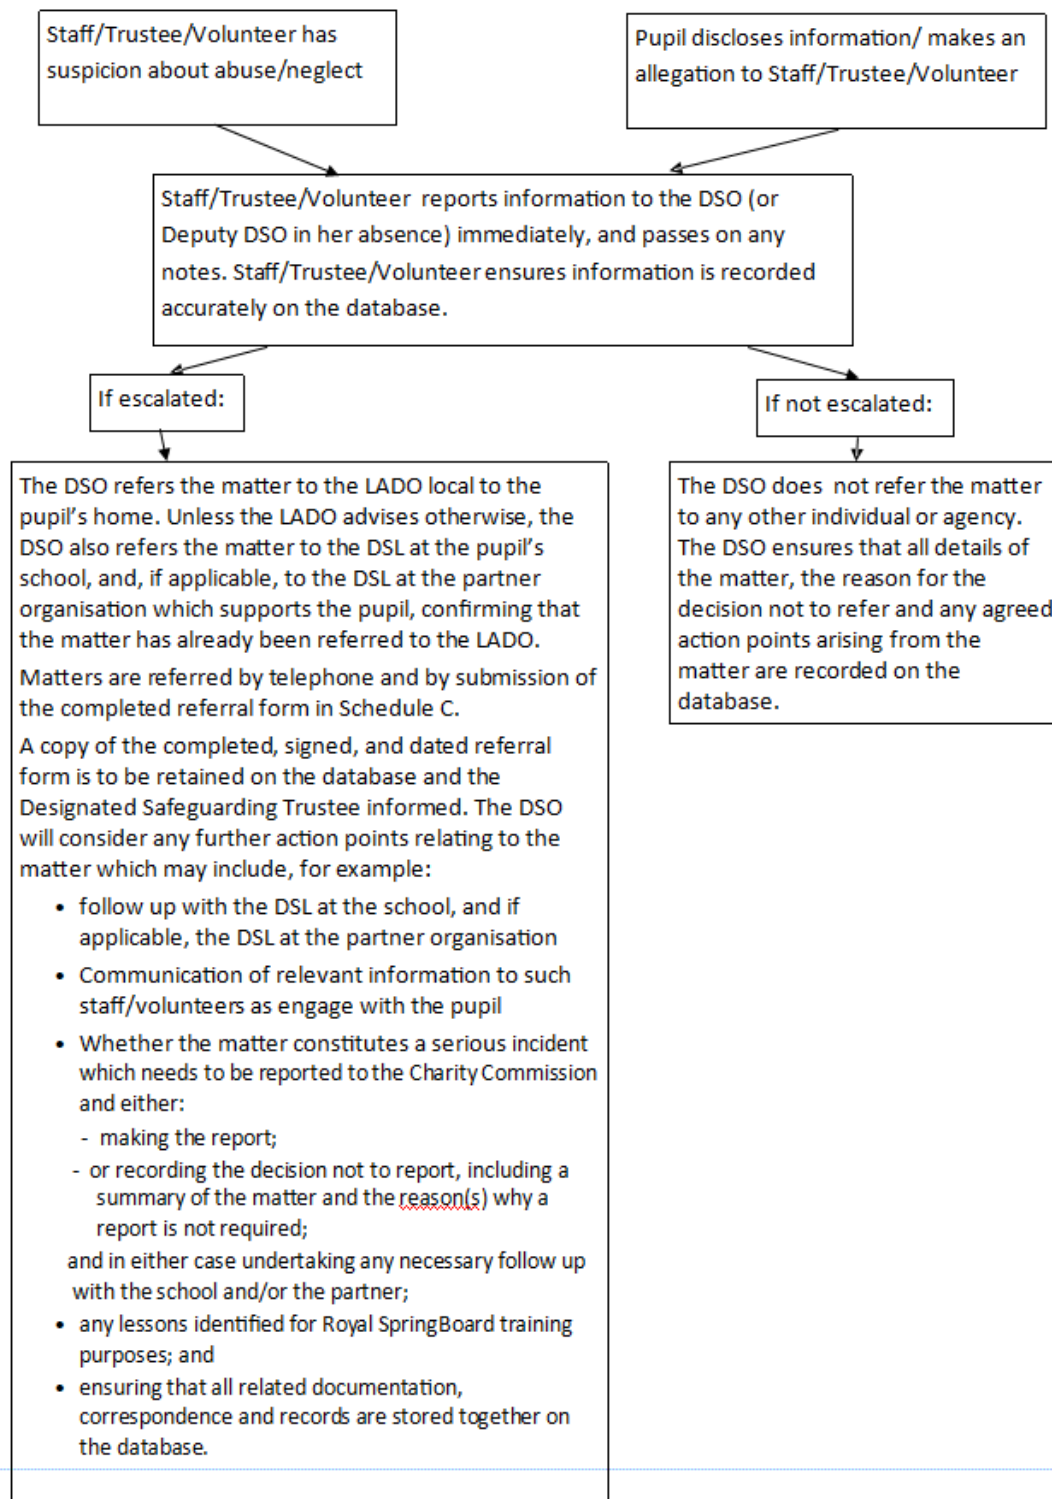 Staff/Trustee/Volunteer has
suspicion about abuse/neglect
Pupil discloses information/ makes an
allegation to Staff/Trustee/Volunteer
Staff/Trustee/Volunteer reports information to the DSO (or
Deputy DSO in her absence) immediately, and passes on any
notes. Staff/Trustee/Volunteer ensures information is recorded
accurately on the database.
If escalated:
If not escalated:
The DSO refers the matter to the LADO local to the
pupil's home. Unless the LADO advises otherwise, the
DSO also refers the matter to the DSL at the pupil's
school, and, if applicable, to the DSL at the partner
organisation which supports the pupil, confirming that
the matter has already been referred to the LADO.
Matters are referred by telephone and by submission of
the completed referral form in Schedule C.
A copy of the completed, signed, and dated referral
form is to be retained on the database and the
Designated Safeguarding Trustee informed. The DSO
will consider any further action points relating to the
matter which may include, for example:
• follow up with the DSL at the school, and if
applicable, the DSL at the partner organisation
• Communication of relevant information to such
staff/volunteers as engage with the pupil
• Whether the matter constitutes a serious incident
which needs to be reported to the Charity Commission
and either:
- making the report;
- or recording the decision not to report, including a
summary of the matter and the reason(s) why a
report is not required;
and in either case undertaking any necessary follow up
with the school and/or the partner;
• any lessons identified for Royal SpringBoard training
purposes; and
• ensuring that all related documentation,
correspondence and records are stored together on
the database.
The DSO does not refer the matter
to any other individual or agency.
The DSO ensures that all details of
the matter, the reason for the
decision not to refer and any agreed
action points arising from the
matter are recorded on the
database.